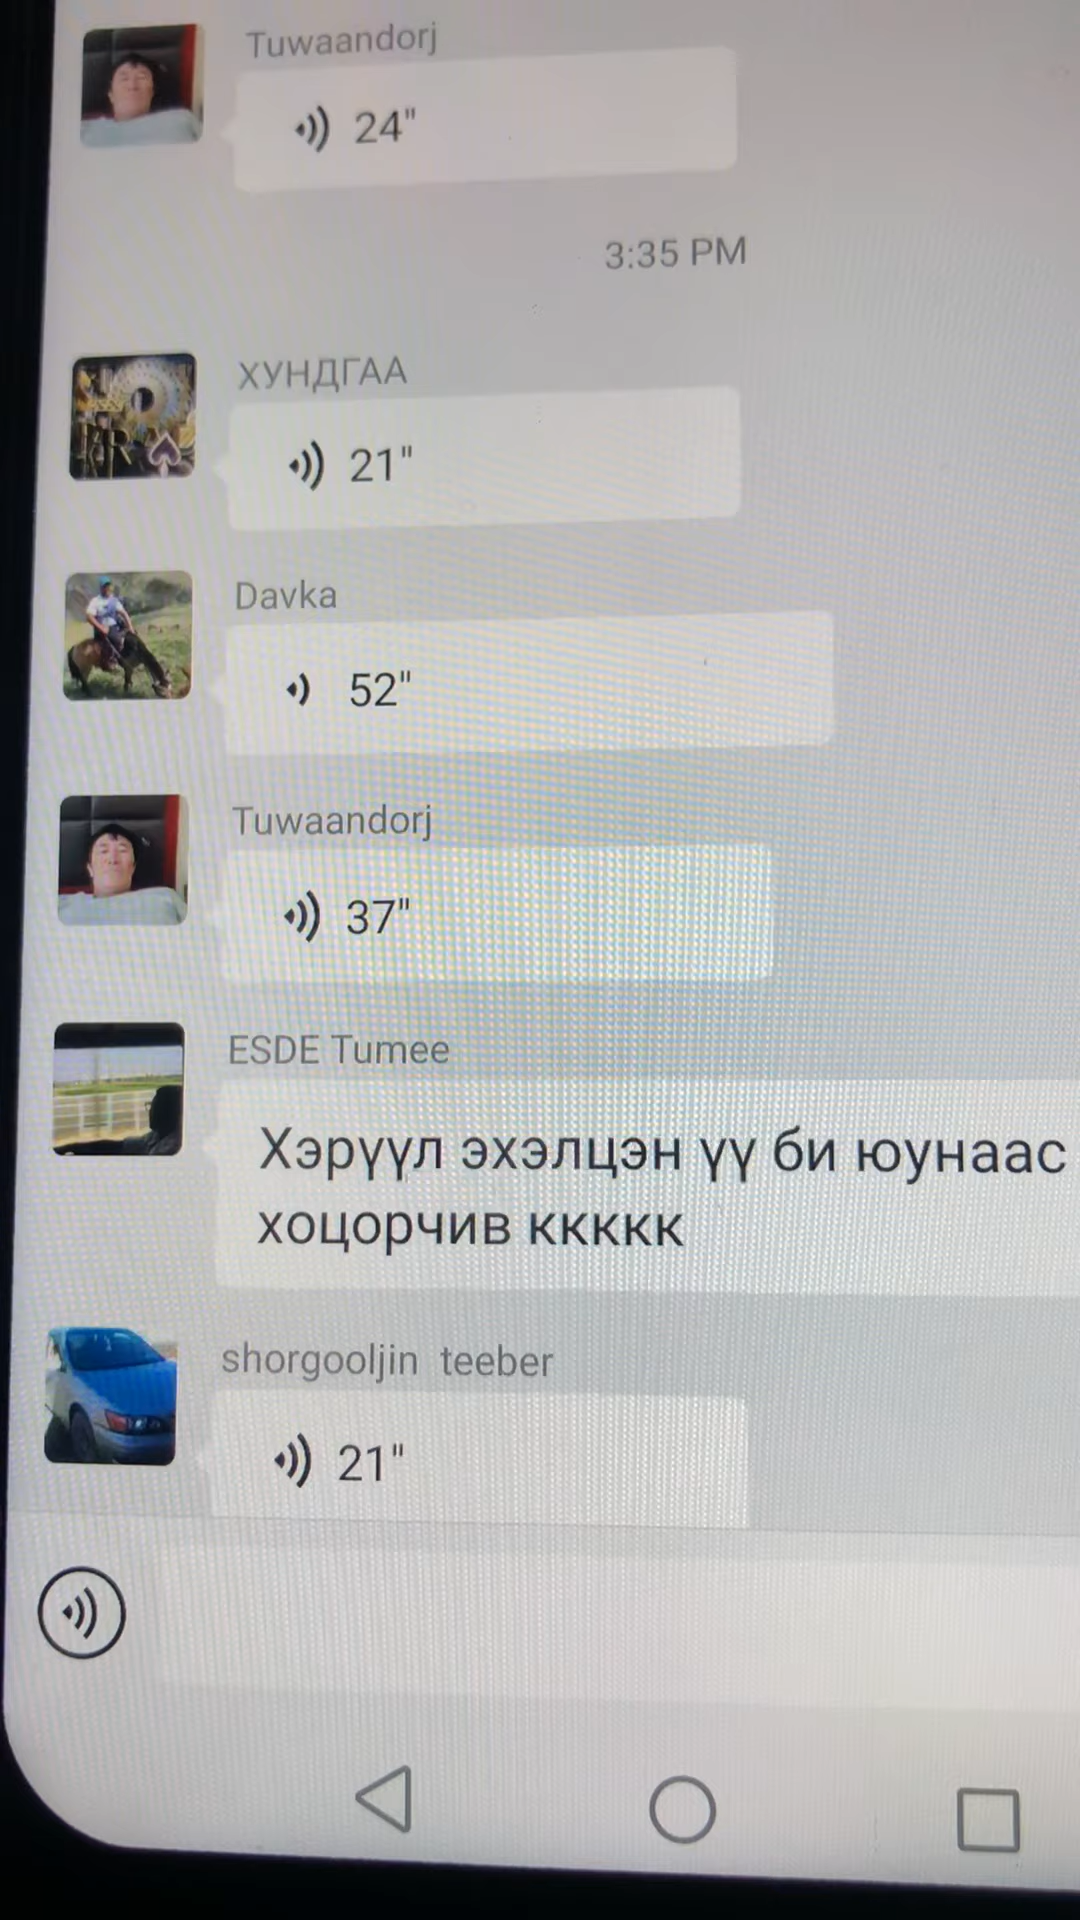 Tuwaandorj
24"
3:35 PM
ХУНДГАА
21"
Davka
52"
Tuwaandorj
37"
ESDE Tumee
Хэрүүл эхэлцэн үү би юунаас
хоцорчив ккккк
shorgooljin teeber
21"